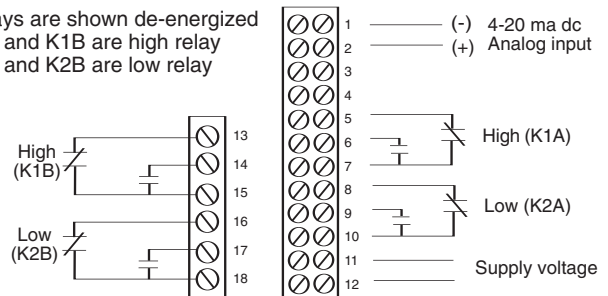 ays are shown de-energized
and K1B are high relay
and K2B are low relay
1 (-) 4-20 ma dc
2 (+) Analog input
3
4
5
6 High (K1A)
7
8
9 Low (K2A)
10
11
12 Supply voltage
High
(K1B)
13
14
15
Low
(K2B)
16
17
18